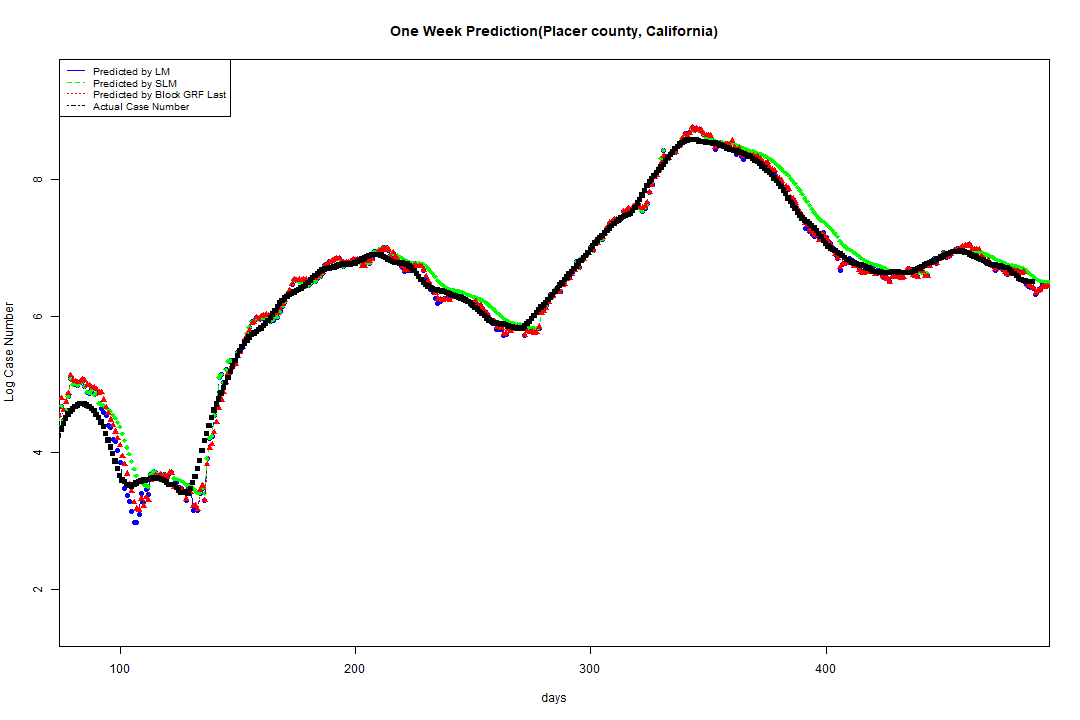 One Week Prediction(Placer county, California)
Predicted by LM
Predicted by SLM
Predicted by Block GRF Last
Actual Case Number
8
6
4
2
Log Case Number
100 200 300 400
days